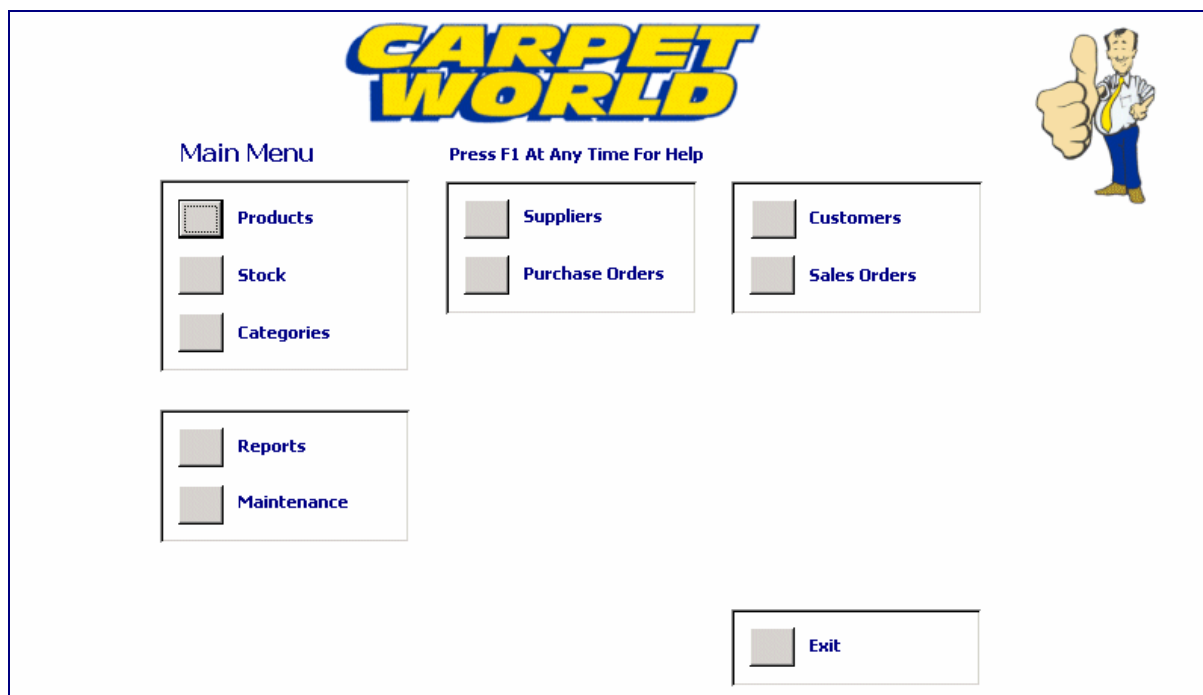 CARPET
WORLD
Main Menu
Press F1 At Any Time For Help
Products
Stock
Categories
Suppliers
Purchase Orders
Customers
Sales Orders
Reports
Maintenance
Exit